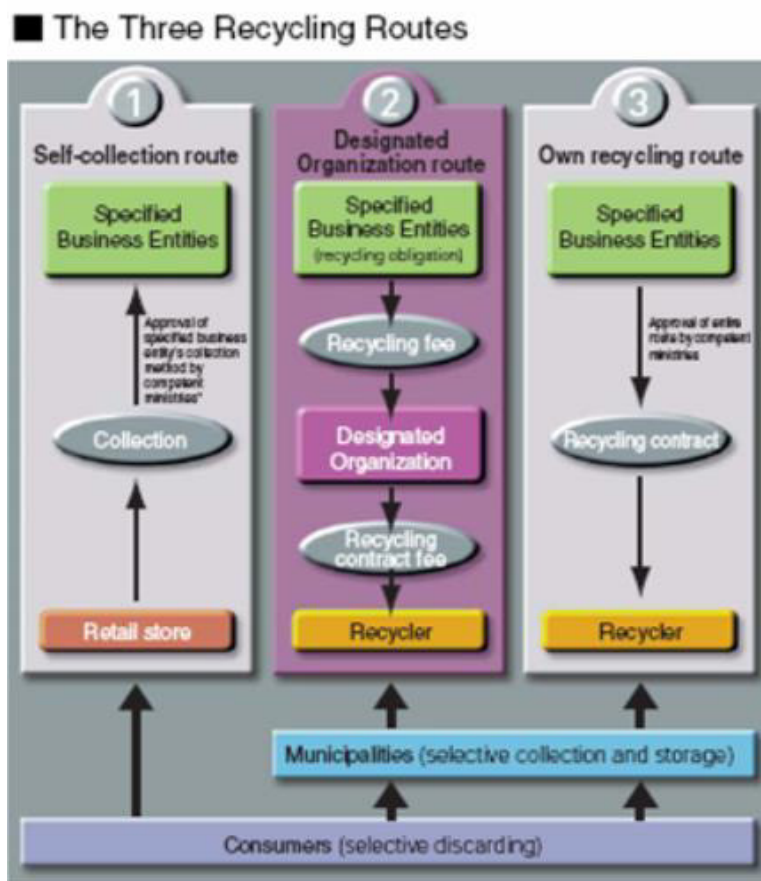 ■ The Three Recycling Routes
1
Self-collection route
Specified
Business Entities
Approval of
specified business
entity's collection
method by
competent
ministries*
Collection
Retail store
2
Designated
Organization route
Specified
Business Entities
(recycling obligation)
Recycling fee
Designated
Organization
Recycling
contract fee
Recycler
3
Own recycling route
Specified
Business Entities
Approval of entire
route by competent
ministries
Recycling contract
Recycler
Municipalities (selective collection and storage)
Consumers (selective discarding)